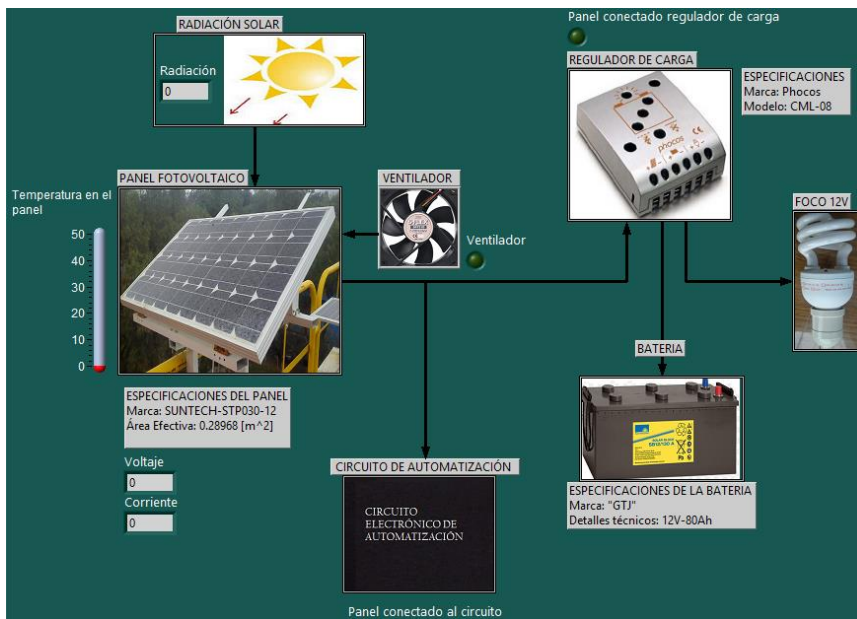 RADIACIÓN SOLAR
Radiación
0
Panel conectado regulador de carga
REGULADOR DE CARGA
phocos
ESPECIFICACIONES
Marca: Phocos
Modelo: CML-08
PANEL FOTOVOLTAICO
Temperatura en el
panel
50
40
30
20
10
0
VENTILADOR
Ventilador
FOCO 12V
ESPECIFICACIONES DEL PANEL
Marca: SUNTECH-STP030-12
Área Efectiva: 0.28968 [m^2]
Voltaje
0
Corriente
0
BATERIA
ESPECIFICACIONES DE LA BATERIA
Marca: "GTJ"
Detalles técnicos: 12V-80Ah
CIRCUITO DE AUTOMATIZACIÓN
CIRCUITO
ELECTRÓNICO DE
AUTOMATIZACIÓN
Panel conectado al circuito